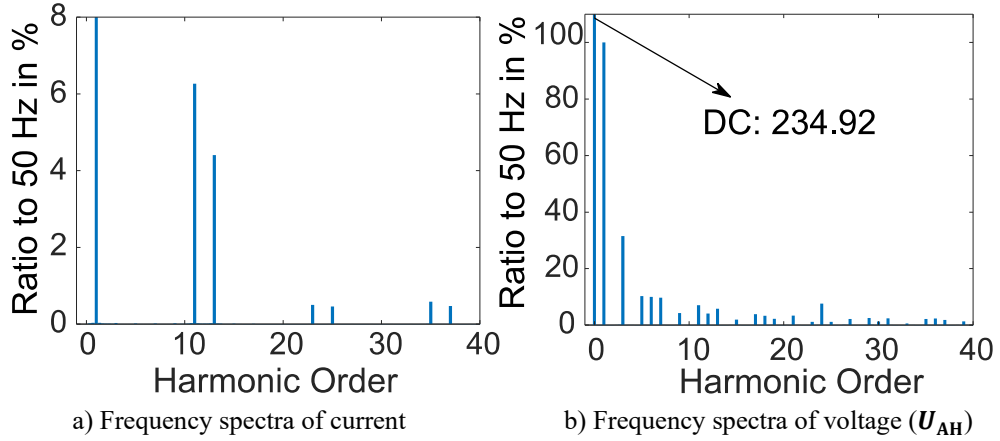 Ratio to 50 Hz in %
8
6
4
2
0
0 10 20 30 40
Harmonic Order
a) Frequency spectra of current
Ratio to 50 Hz in %
100
80
60
40
20
0
DC: 234.92
0 10 20 30 40
Harmonic Order
b) Frequency spectra of voltage (U_AH)